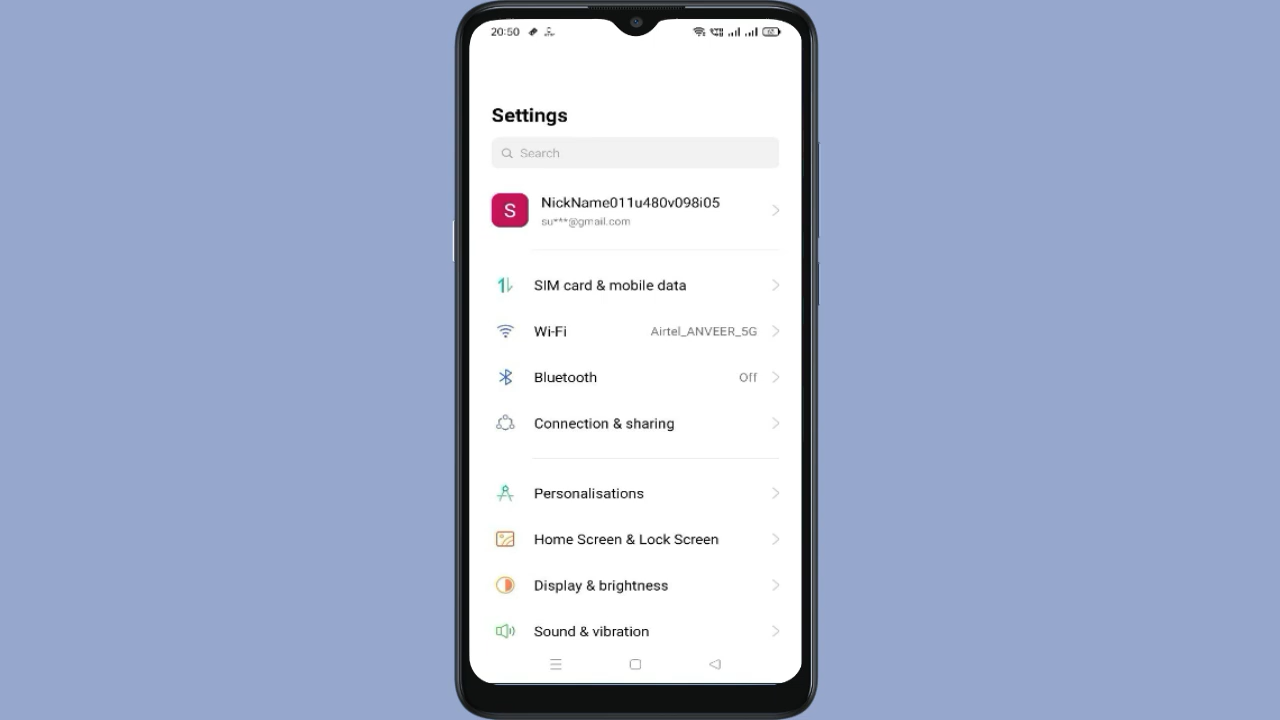 20:50
Settings
Search
S
NickName011u480v098i05
su***@gmail.com
SIM card & mobile data
Wi-Fi Airtel_ANVEER_5G
Bluetooth Off
Connection & sharing
Personalisations
Home Screen & Lock Screen
Display & brightness
Sound & vibration